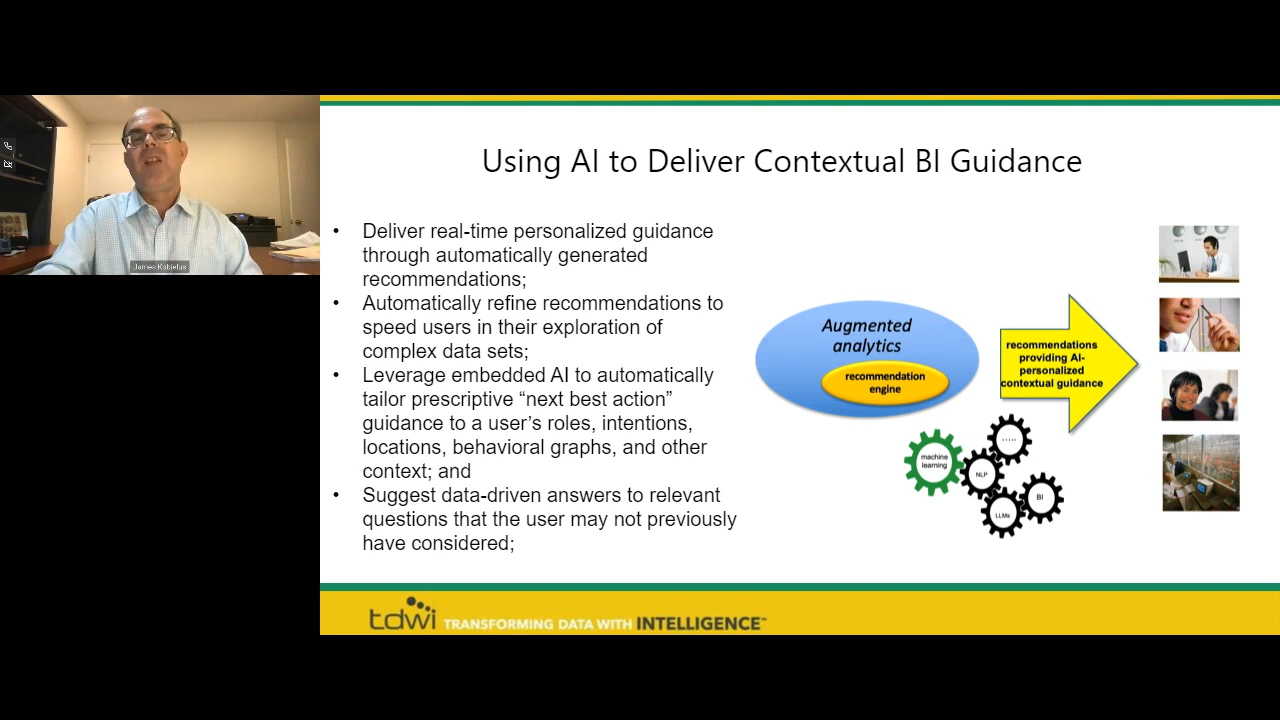 Using AI to Deliver Contextual BI Guidance
James Kobielus
• Deliver real-time personalized guidance
through automatically generated
recommendations;
• Automatically refine recommendations to
speed users in their exploration of
complex data sets;
• Leverage embedded AI to automatically
tailor prescriptive “next best action”
guidance to a user’s roles, intentions,
locations, behavioral graphs, and other
context; and
• Suggest data-driven answers to relevant
questions that the user may not previously
have considered;
Augmented
analytics
recommendation
engine
recommendations
providing AI-
personalized
contextual guidance
machine
learning
NLP
.....
LLMs
BI
tdwi TRANSFORMING DATA WITH INTELLIGENCE™